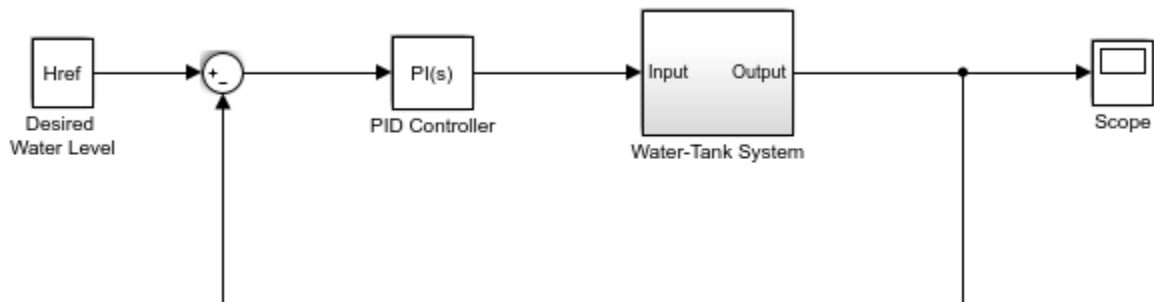 Href
Desired
Water Level
+
−
PI(s)
PID Controller
Input
Output
Water-Tank System
Scope